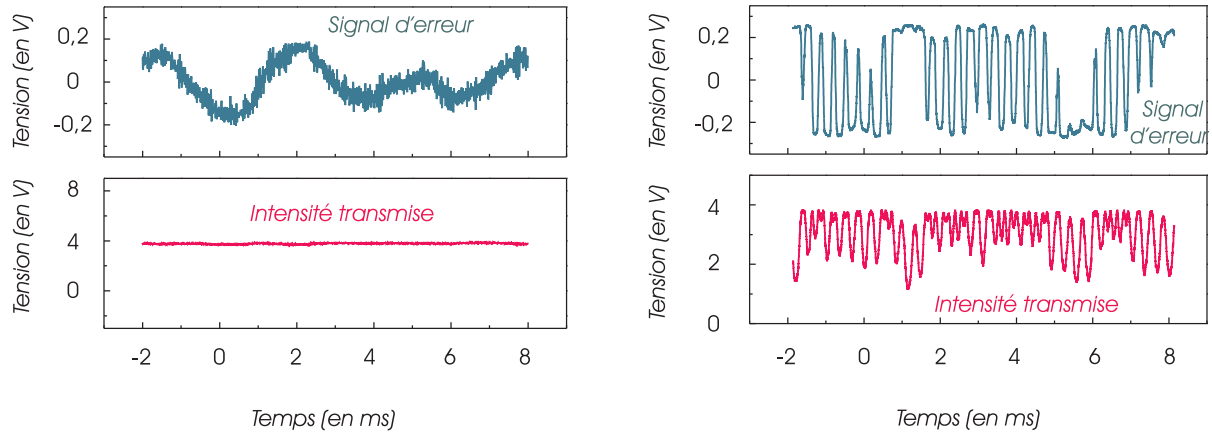 Tension (en V)
0,2
0
-0,2
Signal d'erreur
Tension (en V)
8
4
0
Intensité transmise
-2
0
2
4
6
8
Temps (en ms)
Tension (en V)
0,2
0
-0,2
Signal
d'erreur
Tension (en V)
4
2
0
Intensité transmise
-2
0
2
4
6
8
Temps (en ms)